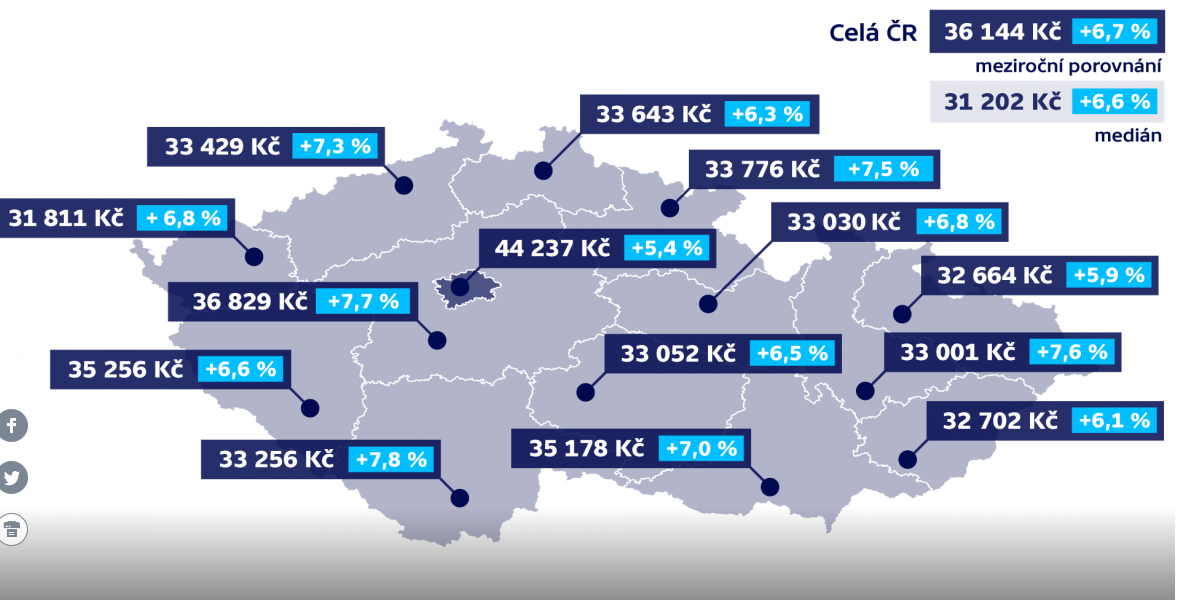 Celá ČR 36 144 Kč +6,7 %
meziroční porovnání
31 202 Kč +6,6 %
medián
33 643 Kč +6,3 %
33 429 Kč +7,3 %
33 776 Kč +7,5 %
31 811 Kč + 6,8 %
33 030 Kč +6,8 %
44 237 Kč +5,4 %
32 664 Kč +5,9 %
36 829 Kč +7,7 %
33 052 Kč +6,5 %
33 001 Kč +7,6 %
35 256 Kč +6,6 %
32 702 Kč +6,1 %
35 178 Kč +7,0 %
33 256 Kč +7,8 %